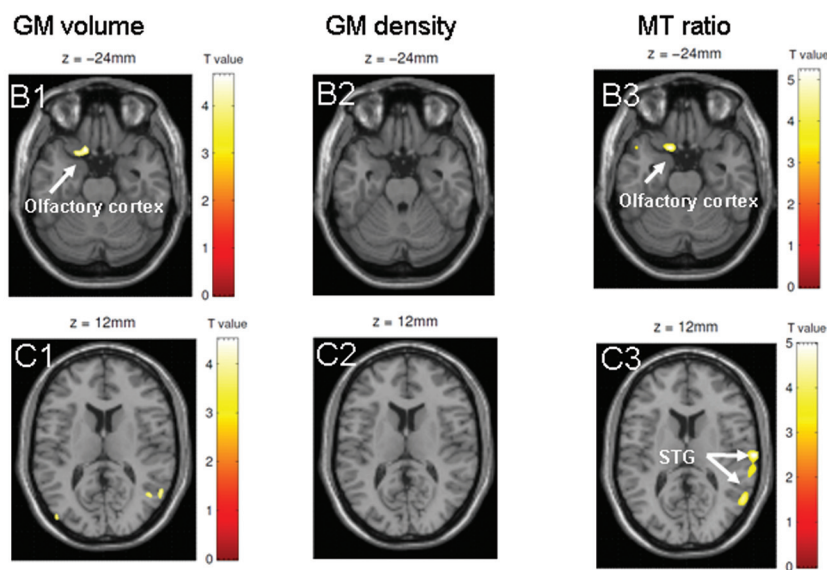 GM volume
GM density
MT ratio
z = −24mm
T value
z = −24mm
z = −24mm
T value
B1
4
3
2
1
0
Olfactory cortex
B2
B3
5
4
3
2
1
0
Olfactory cortex
z = 12mm
T value
z = 12mm
z = 12mm
T value
C1
4
3
2
1
0
C2
C3
5
4
3
2
1
0
STG